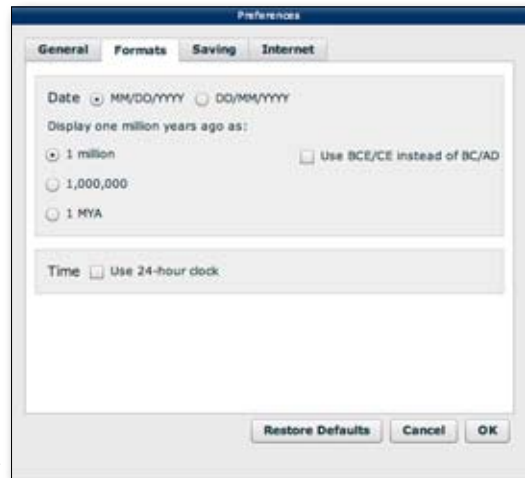 Preferences
General Formats Saving Internet
Date MM/DD/YYYY DD/MM/YYYY
Display one million years ago as:
1 million Use BCE/CE instead of BC/AD
1,000,000
1 MYA
Time Use 24-hour clock
Restore Defaults Cancel OK